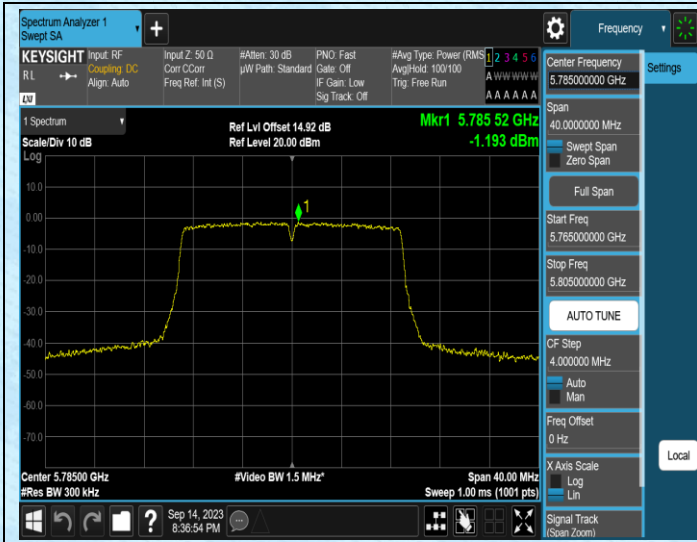 Spectrum Analyzer 1
Swept SA
+
Frequency
KEYSIGHT
RL
LXI
Input: RF
Coupling: DC
Align: Auto
Input Z: 50 Ω
Corr CCorr
Freq Ref: Int (S)
#Atten: 30 dB
µW Path: Standard
PNO: Fast
Gate: Off
IF Gain: Low
Sig Track: Off
#Avg Type: Power (RMS
Avg|Hold: 100/100
Trig: Free Run
1 2 3 4 5 6
A W W W W W
A A A A A A
1 Spectrum
Scale/Div 10 dB
Log
Ref Lvl Offset 14.92 dB
Ref Level 20.00 dBm
Mkr1 5.785 52 GHz
-1.193 dBm
10.0
0.00
-10.0
-20.0
-30.0
-40.0
-50.0
-60.0
-70.0
1
Center 5.78500 GHz
#Res BW 300 kHz
#Video BW 1.5 MHz*
Span 40.00 MHz
Sweep 1.00 ms (1001 pts)
?
Sep 14, 2023
8:36:54 PM
Center Frequency
5.785000000 GHz
Span
40.0000000 MHz
Swept Span
Zero Span
Full Span
Start Freq
5.765000000 GHz
Stop Freq
5.805000000 GHz
AUTO TUNE
CF Step
4.000000 MHz
Auto
Man
Freq Offset
0 Hz
X Axis Scale
Log
Lin
Signal Track
(Span Zoom)
Settings
Local